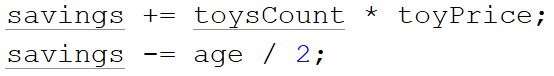 savings += toysCount * toyPrice;
savings -= age / 2;